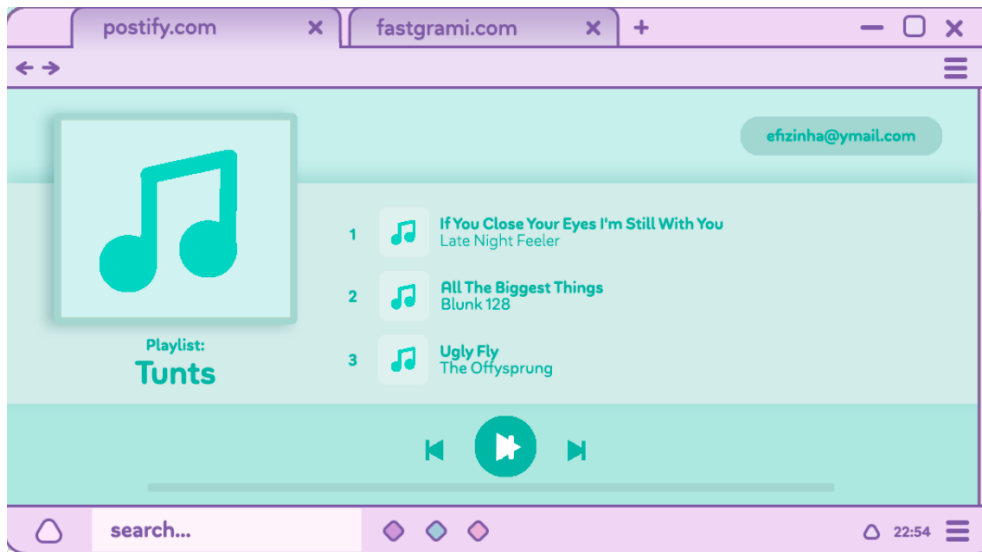 postify.com
fastgrami.com
efizinha@ymail.com
1
If You Close Your Eyes I'm Still With You
Late Night Feeler
2
All The Biggest Things
Blunk 128
3
Ugly Fly
The Offysprung
Playlist:
Tunts
search...
22:54